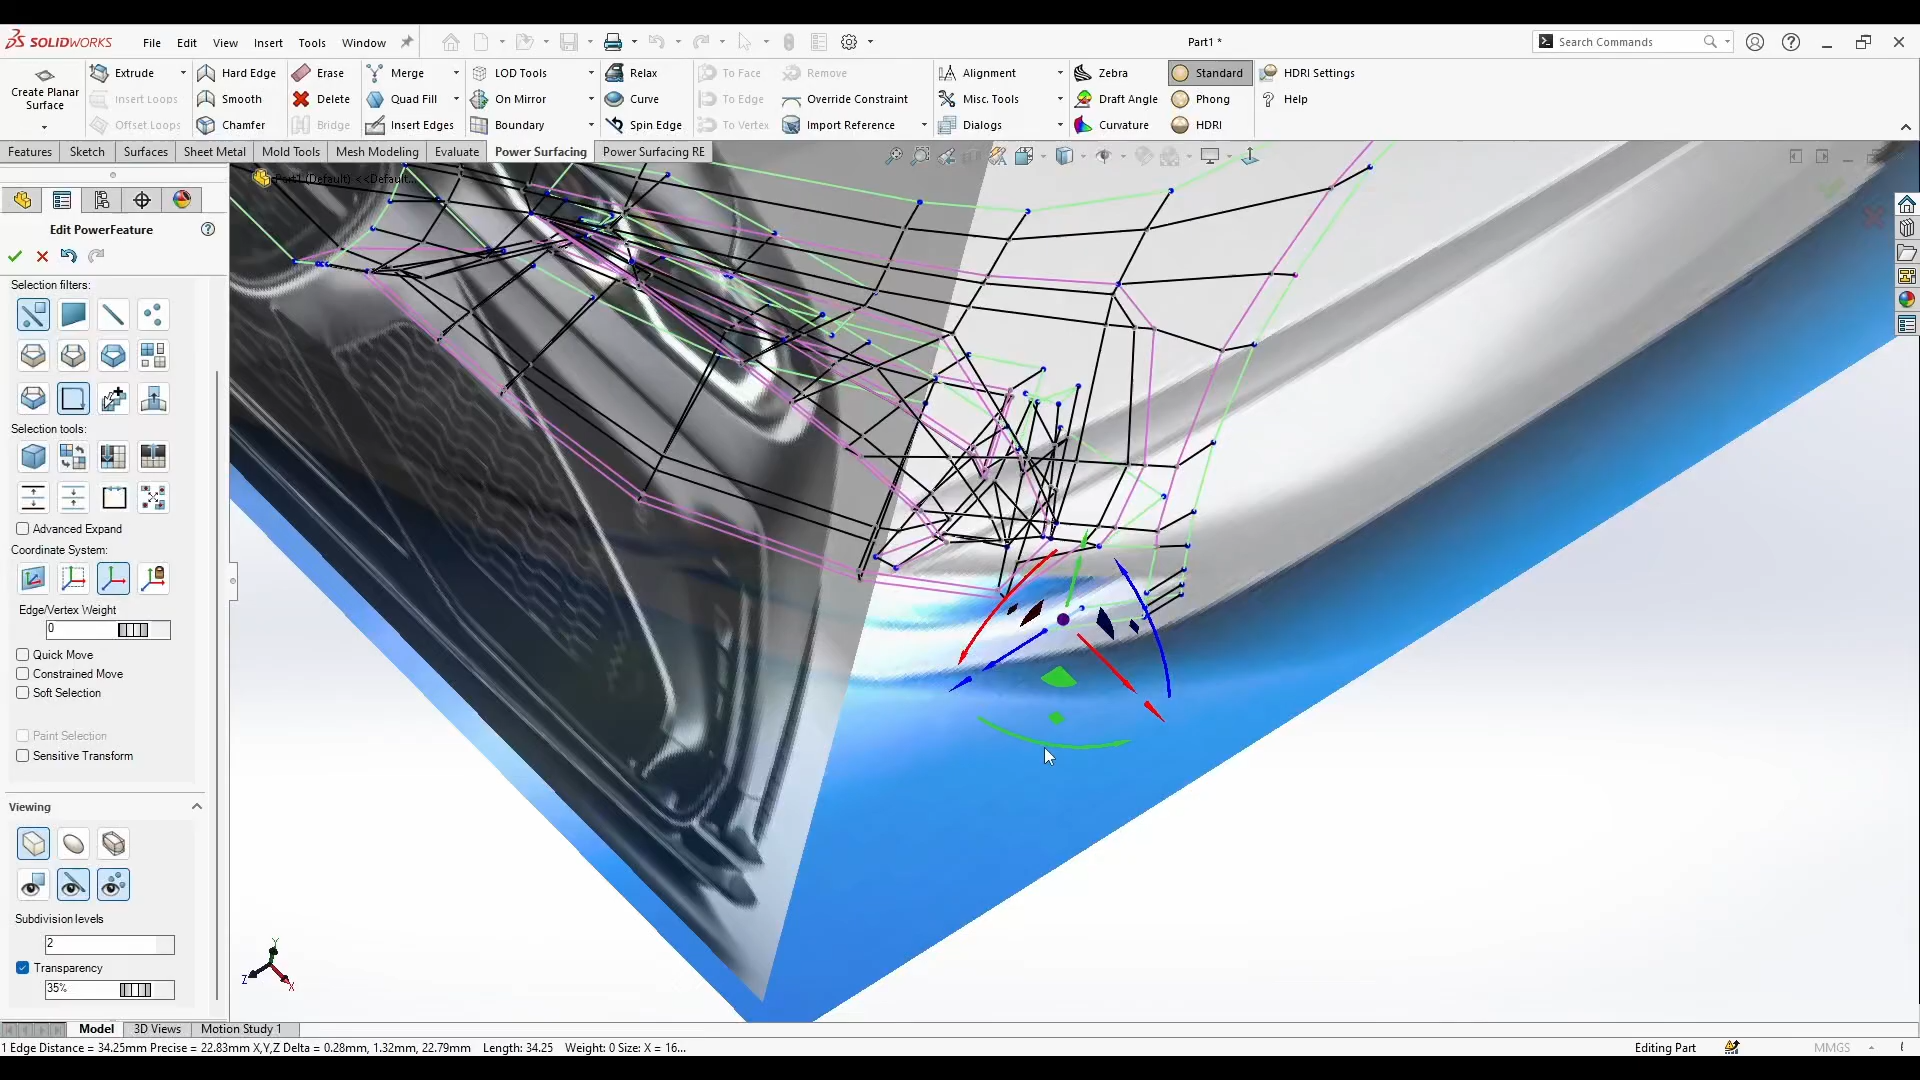 SOLIDWORKS File Edit View Insert Tools Window Part1 * Search Commands
Create Planar Surface
Extrude Hard Edge Erase Merge LOD Tools Relax To Face Remove Alignment Zebra Standard HDRI Settings
Insert Loops Smooth Delete Quad Fill On Mirror Curve To Edge Override Constraint Misc. Tools Draft Angle Phong Help
Offset Loops Chamfer Bridge Insert Edges Boundary Spin Edge To Vertex Import Reference Dialogs Curvature HDRI
Features Sketch Surfaces Sheet Metal Mold Tools Mesh Modeling Evaluate Power Surfacing Power Surfacing RE
Part1 (Default) <<Default...
Edit PowerFeature
Selection filters:
Selection tools:
Advanced Expand
Coordinate System:
Edge/Vertex Weight
0
Quick Move
Constrained Move
Soft Selection
Paint Selection
Sensitive Transform
Viewing
Subdivision levels
2
Transparency
35%
Y
Z
X
Model 3D Views Motion Study 1
1 Edge Distance = 34.25mm Precise = 22.83mm X,Y,Z Delta = 0.28mm, 1.32mm, 22.79mm Length: 34.25 Weight: 0 Size: X = 16... Editing Part MMGS